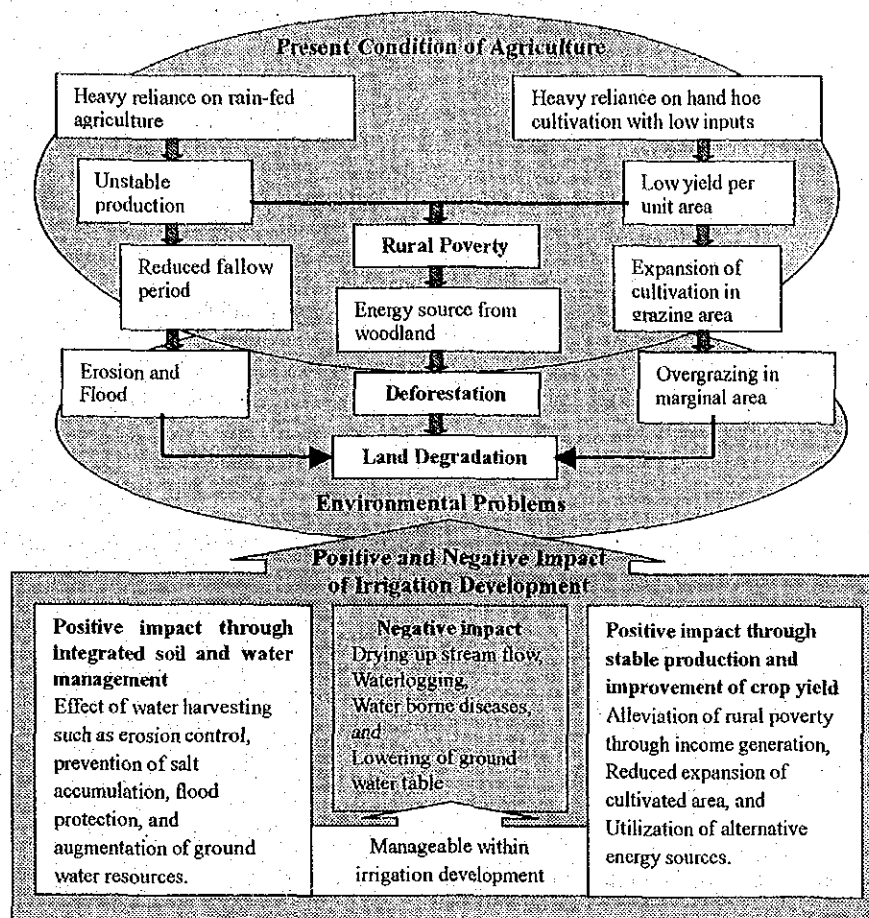 Present Condition of Agriculture
Heavy reliance on rain-fed
agriculture
Heavy reliance on hand hoe
cultivation with low inputs
Unstable
production
Low yield per
unit area
Rural Poverty
Reduced fallow
period
Expansion of
cultivation in
grazing area
Energy source from
woodland
Erosion and
Flood
Deforestation
Overgrazing in
marginal area
Land Degradation
Environmental Problems
Positive and Negative Impact
of Irrigation Development
Positive impact through
integrated soil and water
management
Effect of water harvesting
such as erosion control,
prevention of salt
accumulation, flood
protection, and
augmentation of ground
water resources.
Negative impact
Drying up stream flow,
Waterlogging,
Water borne diseases,
and
Lowering of ground
water table
Manageable within
irrigation development
Positive impact through
stable production and
improvement of crop yield
Alleviation of rural poverty
through income generation,
Reduced expansion of
cultivated area, and
Utilization of alternative
energy sources.